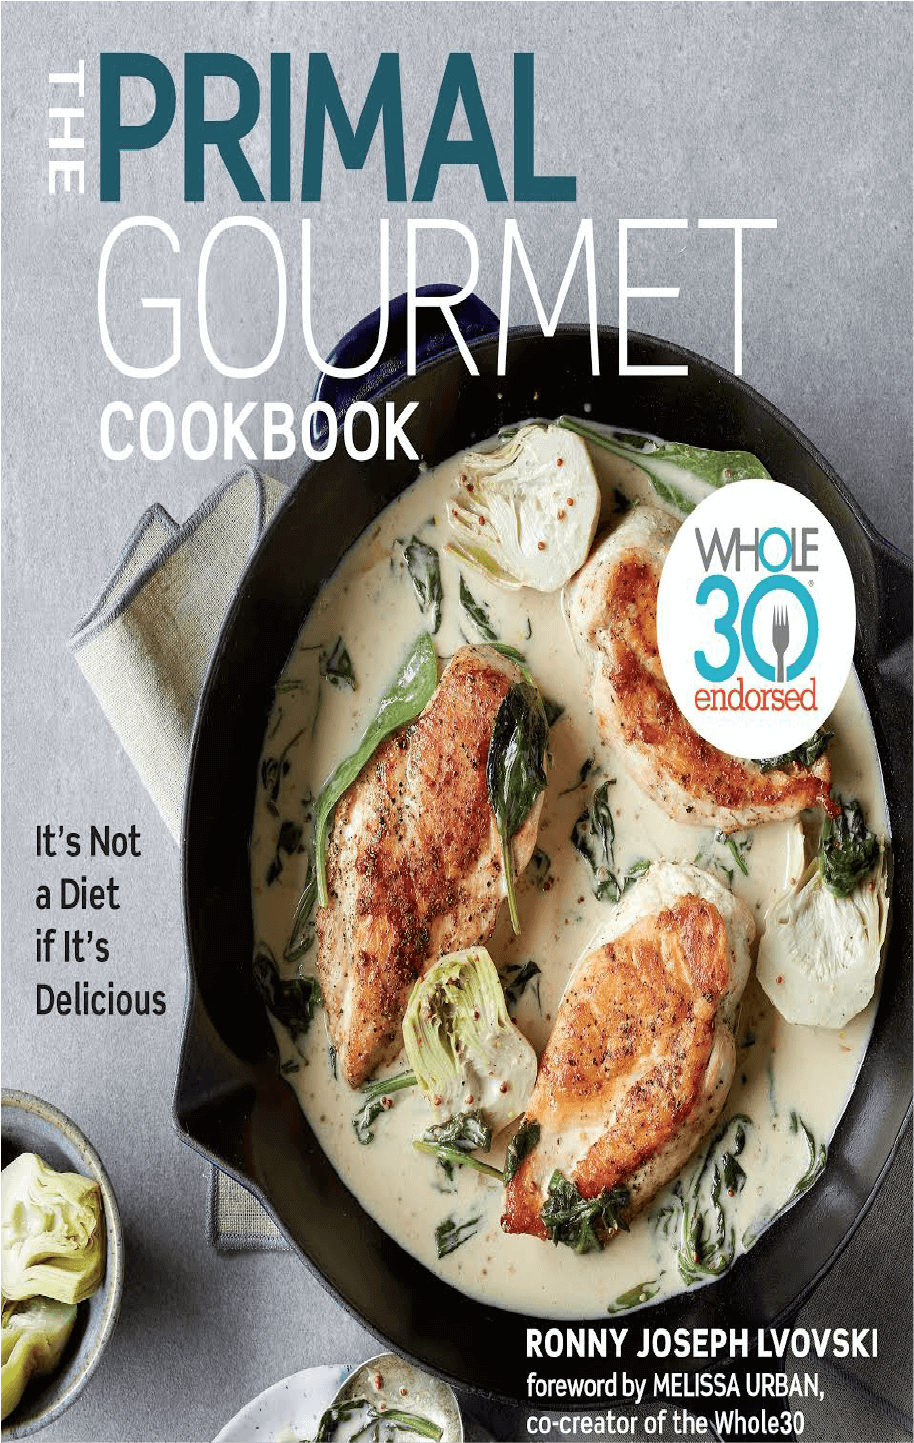 THE
PRIMAL
GOURMET
COOKBOOK
WHOLE
30®
endorsed
It's Not
a Diet
if It's
Delicious
RONNY JOSEPH LVOVSKI
foreword by MELISSA URBAN,
co-creator of the Whole30